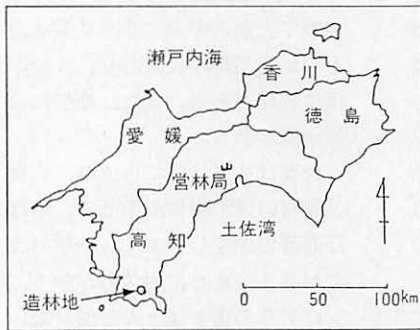 瀬戸内海
香川
徳島
愛媛
営林局
高知
土佐湾
造林地
0 50 100km